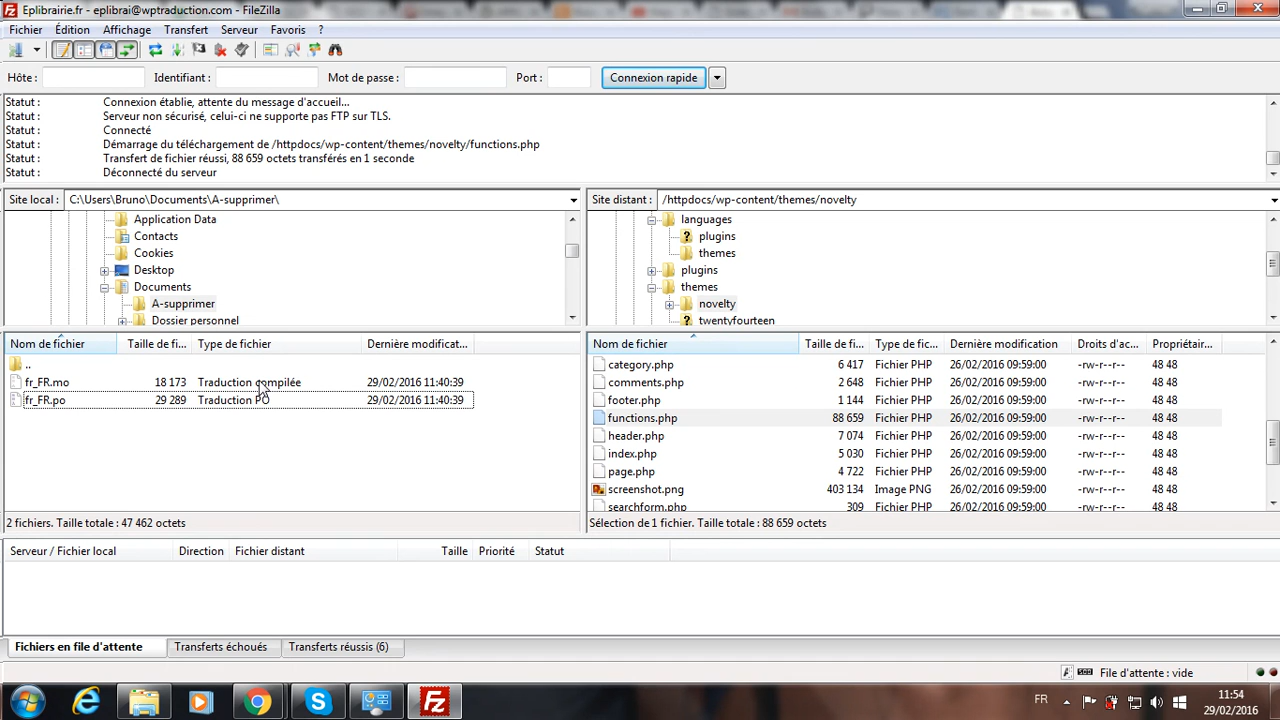 Eplibrairie.fr - eplibrai@wptraduction.com - FileZilla
Fichier Édition Affichage Transfert Serveur Favoris ?
Hôte : Identifiant : Mot de passe : Port : Connexion rapide
Statut : Connexion établie, attente du message d'accueil...
Statut : Serveur non sécurisé, celui-ci ne supporte pas FTP sur TLS.
Statut : Connecté
Statut : Démarrage du téléchargement de /httpdocs/wp-content/themes/novelty/functions.php
Statut : Transfert de fichier réussi, 88 659 octets transférés en 1 seconde
Statut : Déconnecté du serveur
Site local : C:\Users\Bruno\Documents\A-supprimer\
Application Data
Contacts
Cookies
Desktop
Documents
A-supprimer
Dossier personnel
Site distant : /httpdocs/wp-content/themes/novelty
languages
plugins
themes
plugins
themes
novelty
twentyfourteen
Nom de fichier Taille de fi... Type de fichier Dernière modificat...
..
fr_FR.mo 18 173 Traduction compilée 29/02/2016 11:40:39
fr_FR.po 29 289 Traduction PO 29/02/2016 11:40:39
2 fichiers. Taille totale : 47 462 octets
Nom de fichier Taille de fi... Type de fic... Dernière modification Droits d'ac... Propriétair...
category.php 6 417 Fichier PHP 26/02/2016 09:59:00 -rw-r--r-- 48 48
comments.php 2 648 Fichier PHP 26/02/2016 09:59:00 -rw-r--r-- 48 48
footer.php 1 144 Fichier PHP 26/02/2016 09:59:00 -rw-r--r-- 48 48
functions.php 88 659 Fichier PHP 26/02/2016 09:59:00 -rw-r--r-- 48 48
header.php 7 074 Fichier PHP 26/02/2016 09:59:00 -rw-r--r-- 48 48
index.php 5 030 Fichier PHP 26/02/2016 09:59:00 -rw-r--r-- 48 48
page.php 4 722 Fichier PHP 26/02/2016 09:59:00 -rw-r--r-- 48 48
screenshot.png 403 134 Image PNG 26/02/2016 09:59:00 -rw-r--r-- 48 48
searchform.php 309 Fichier PHP 26/02/2016 09:59:00 -rw-r--r-- 48 48
Sélection de 1 fichier. Taille totale : 88 659 octets
Serveur / Fichier local Direction Fichier distant Taille Priorité Statut
Fichiers en file d'attente Transferts échoués Transferts réussis (6)
File d'attente : vide
FR
11:54
29/02/2016